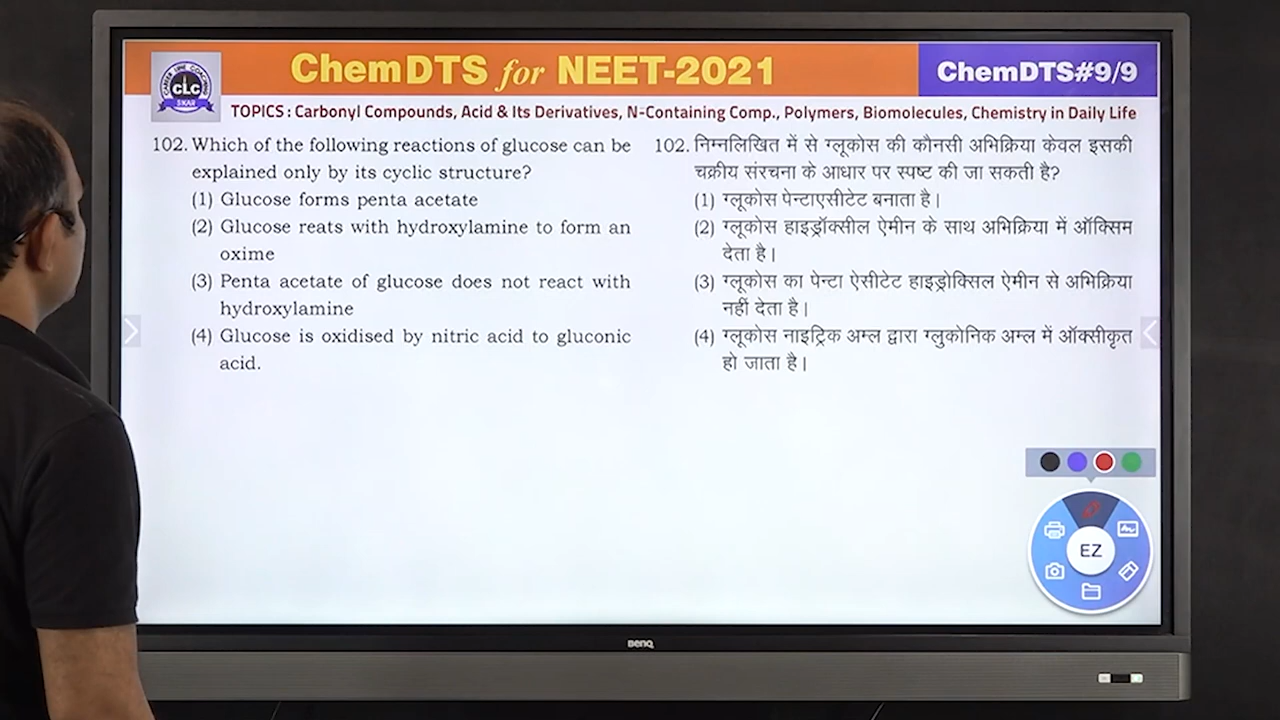 ChemDTS for NEET-2021
ChemDTS#9/9
CLC
SIKAR
TOPICS : Carbonyl Compounds, Acid & Its Derivatives, N-Containing Comp., Polymers, Biomolecules, Chemistry in Daily Life
102. Which of the following reactions of glucose can be
explained only by its cyclic structure?
(1) Glucose forms penta acetate
(2) Glucose reats with hydroxylamine to form an
oxime
(3) Penta acetate of glucose does not react with
hydroxylamine
(4) Glucose is oxidised by nitric acid to gluconic
acid.
102. निम्नलिखित में से ग्लूकोस की कौनसी अभिक्रिया केवल इसकी
चक्रीय संरचना के आधार पर स्पष्ट की जा सकती है?
(1) ग्लूकोस पेन्टाएसीटेट बनाता है।
(2) ग्लूकोस हाइड्रॉक्सील ऐमीन के साथ अभिक्रिया में ऑक्सिम
देता है।
(3) ग्लूकोस का पेन्टा ऐसीटेट हाइड्रोक्सिल ऐमीन से अभिक्रिया
नहीं देता है।
(4) ग्लूकोस नाइट्रिक अम्ल द्वारा ग्लुकोनिक अम्ल में ऑक्सीकृत
हो जाता है।
EZ
BenQ